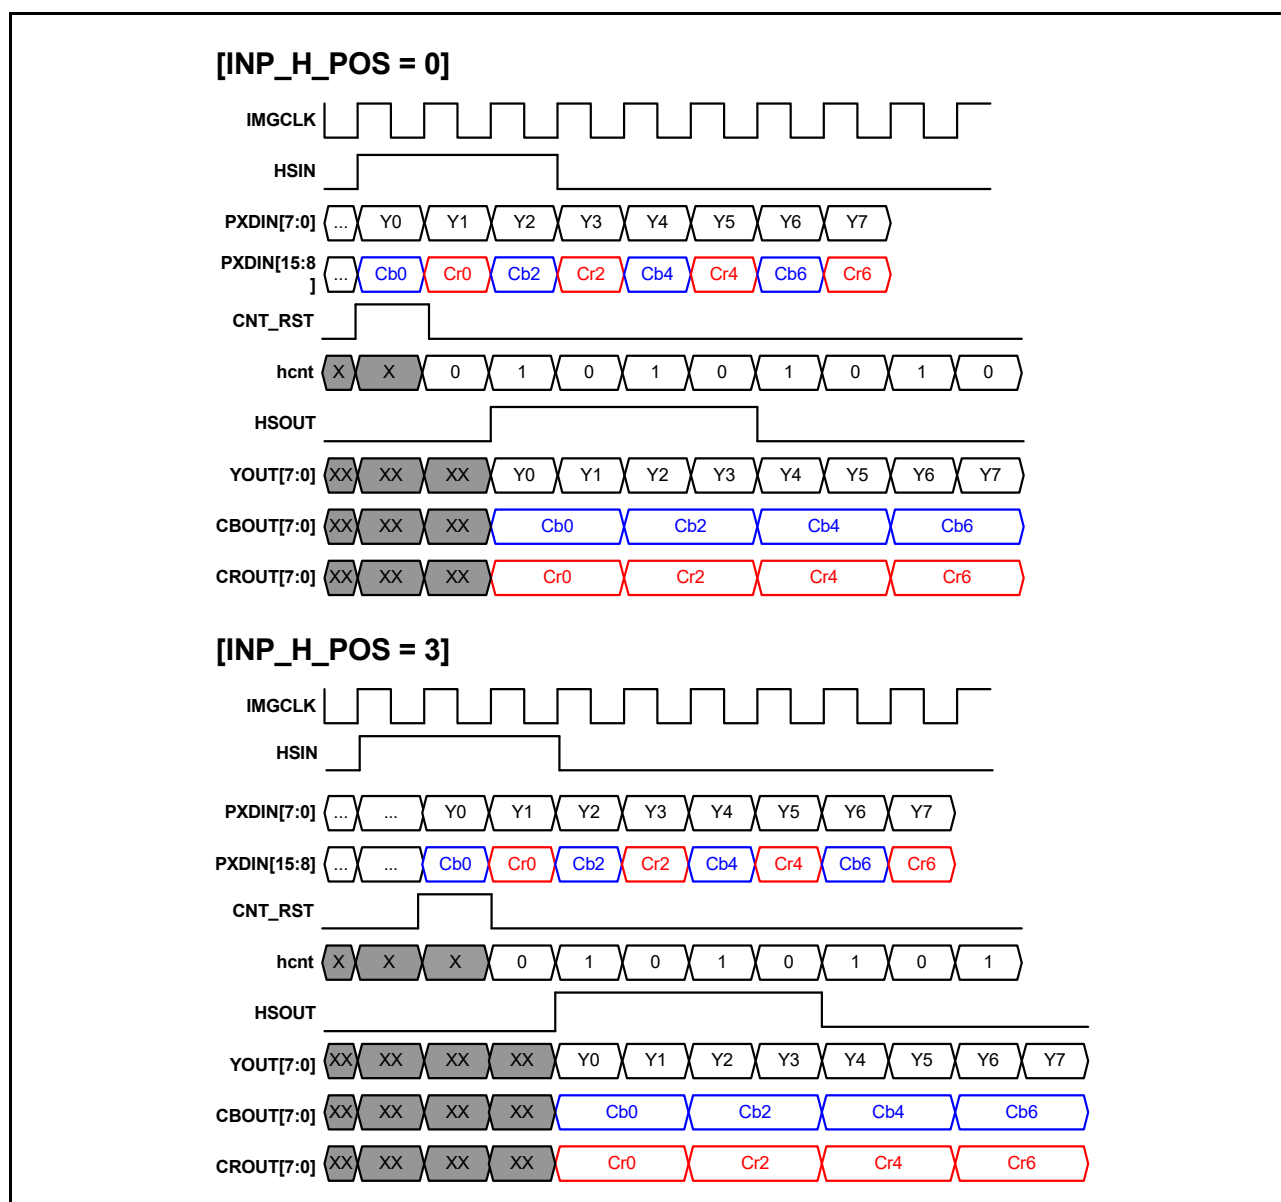 [INP_H_POS = 0]
IMGCLK
HSIN
PXDIN[7:0] ... Y0 Y1 Y2 Y3 Y4 Y5 Y6 Y7
PXDIN[15:8
] ... Cb0 Cr0 Cb2 Cr2 Cb4 Cr4 Cb6 Cr6
CNT_RST
hcnt X X 0 1 0 1 0 1 0 1 0
HSOUT
YOUT[7:0] XX XX XX Y0 Y1 Y2 Y3 Y4 Y5 Y6 Y7
CBOUT[7:0] XX XX XX Cb0 Cb2 Cb4 Cb6
CROUT[7:0] XX XX XX Cr0 Cr2 Cr4 Cr6
[INP_H_POS = 3]
IMGCLK
HSIN
PXDIN[7:0] ... ... Y0 Y1 Y2 Y3 Y4 Y5 Y6 Y7
PXDIN[15:8] ... ... Cb0 Cr0 Cb2 Cr2 Cb4 Cr4 Cb6 Cr6
CNT_RST
hcnt X X X 0 1 0 1 0 1 0 1
HSOUT
YOUT[7:0] XX XX XX XX Y0 Y1 Y2 Y3 Y4 Y5 Y6 Y7
CBOUT[7:0] XX XX XX XX Cb0 Cb2 Cb4 Cb6
CROUT[7:0] XX XX XX XX Cr0 Cr2 Cr4 Cr6